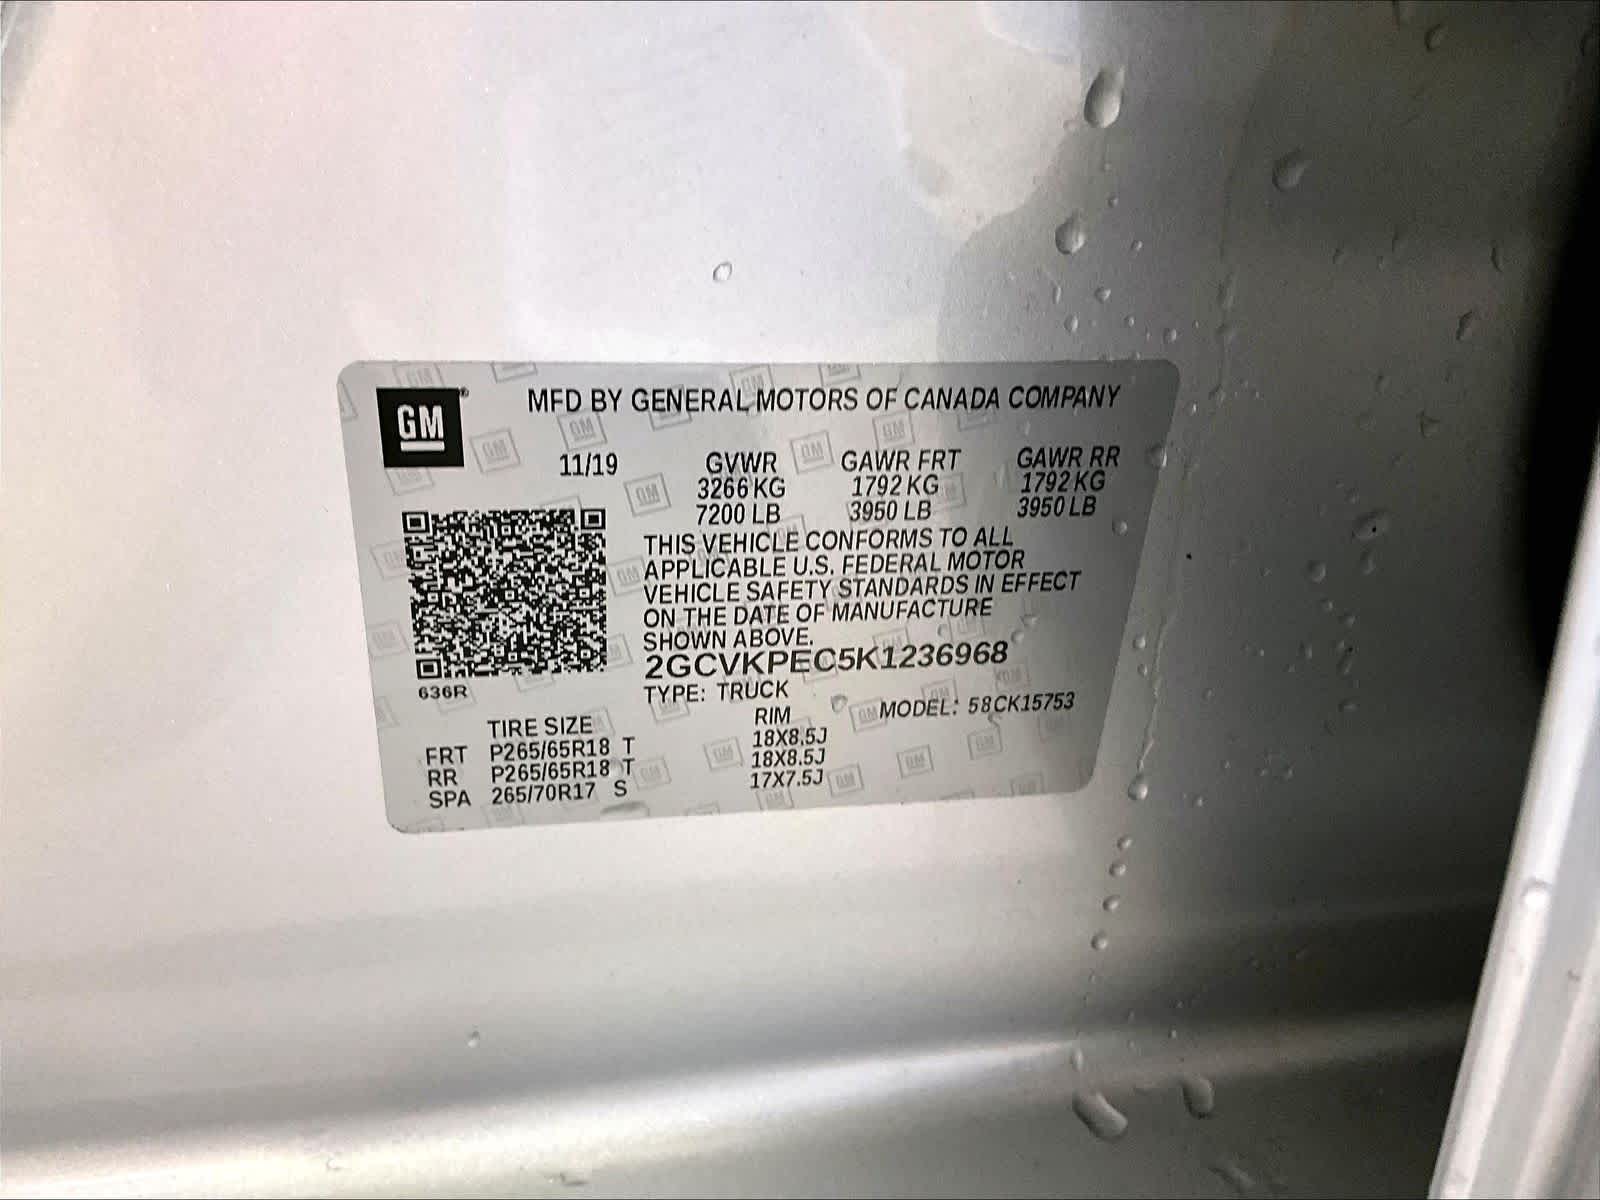 GM
MFD BY GENERAL MOTORS OF CANADA COMPANY
11/19 GVWR GAWR FRT GAWR RR
3266 KG 1792 KG 1792 KG
7200 LB 3950 LB 3950 LB
THIS VEHICLE CONFORMS TO ALL
APPLICABLE U.S. FEDERAL MOTOR
VEHICLE SAFETY STANDARDS IN EFFECT
ON THE DATE OF MANUFACTURE
SHOWN ABOVE.
2GCVKPEC5K1236968
636R
TYPE: TRUCK MODEL: 58CK15753
TIRE SIZE RIM
FRT P265/65R18 T 18X8.5J
RR P265/65R18 T 18X8.5J
SPA 265/70R17 S 17X7.5J